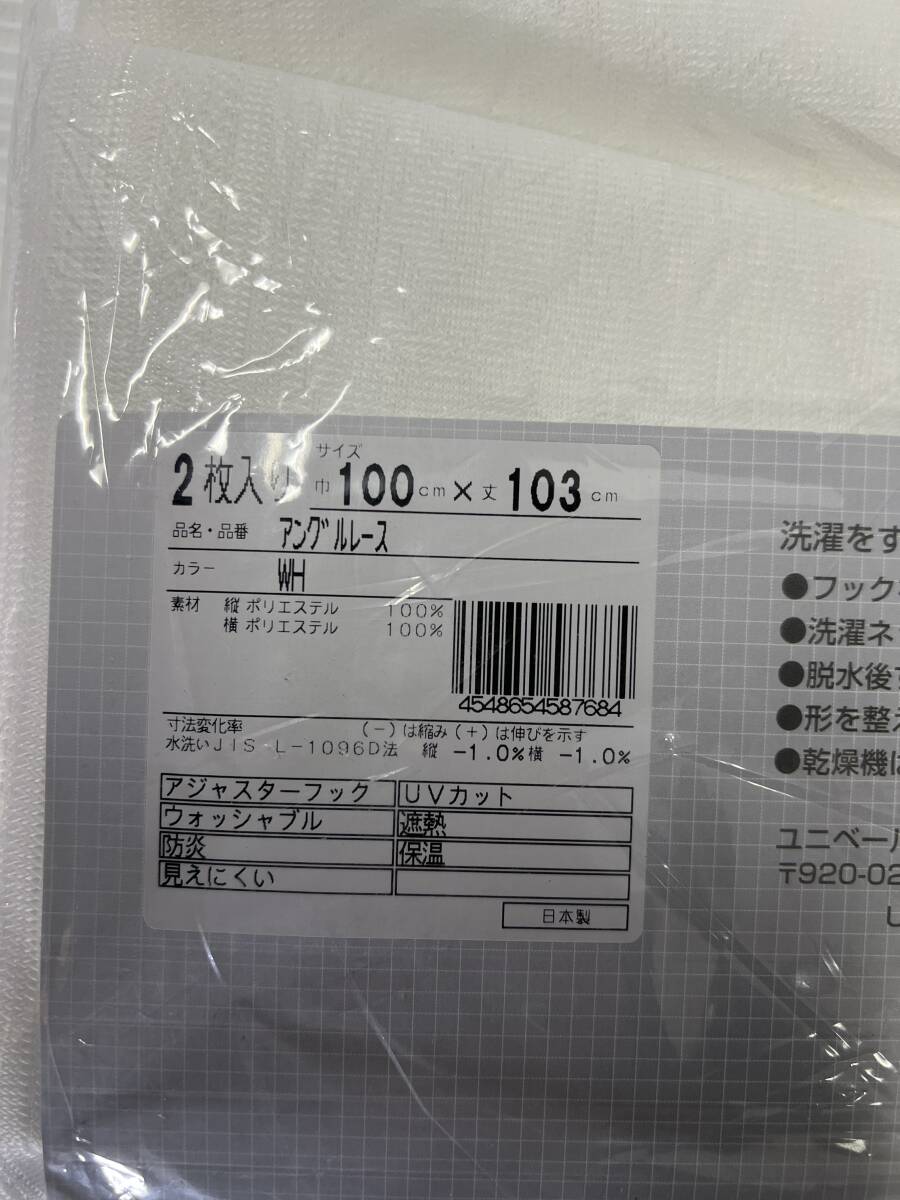 2枚入り サイズ 巾100cm×丈103cm
品名・品番 アングルレース
カラー WH
素材 縦 ポリエステル 100%
横 ポリエステル 100%
4548654587684
寸法変化率 (-)は縮み(+)は伸びを示す
水洗いJIS L-1096D法 縦 -1.0%横 -1.0%
アジャスターフック UVカット
ウォッシャブル 遮熱
防炎 保温
見えにくい
日本製
洗濯をす
●フック
●洗濯ネッ
●脱水後す
●形を整え
●乾燥機は
ユニベール
〒920-02